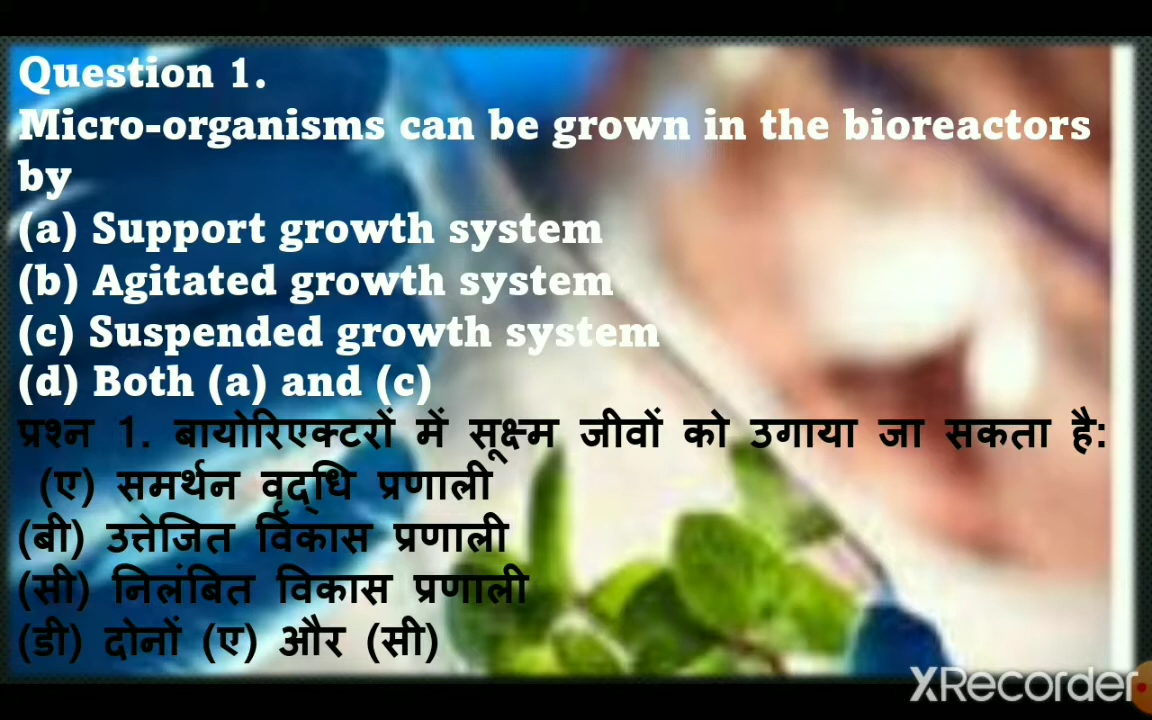 Question 1.
Micro-organisms can be grown in the bioreactors
by
(a) Support growth system
(b) Agitated growth system
(c) Suspended growth system
(d) Both (a) and (c)
प्रश्न 1. बायोरिएक्टरों में सूक्ष्म जीवों को उगाया जा सकता है:
(ए) समर्थन वृद्धि प्रणाली
(बी) उत्तेजित विकास प्रणाली
(सी) निलंबित विकास प्रणाली
(डी) दोनों (ए) और (सी)
XRecorder